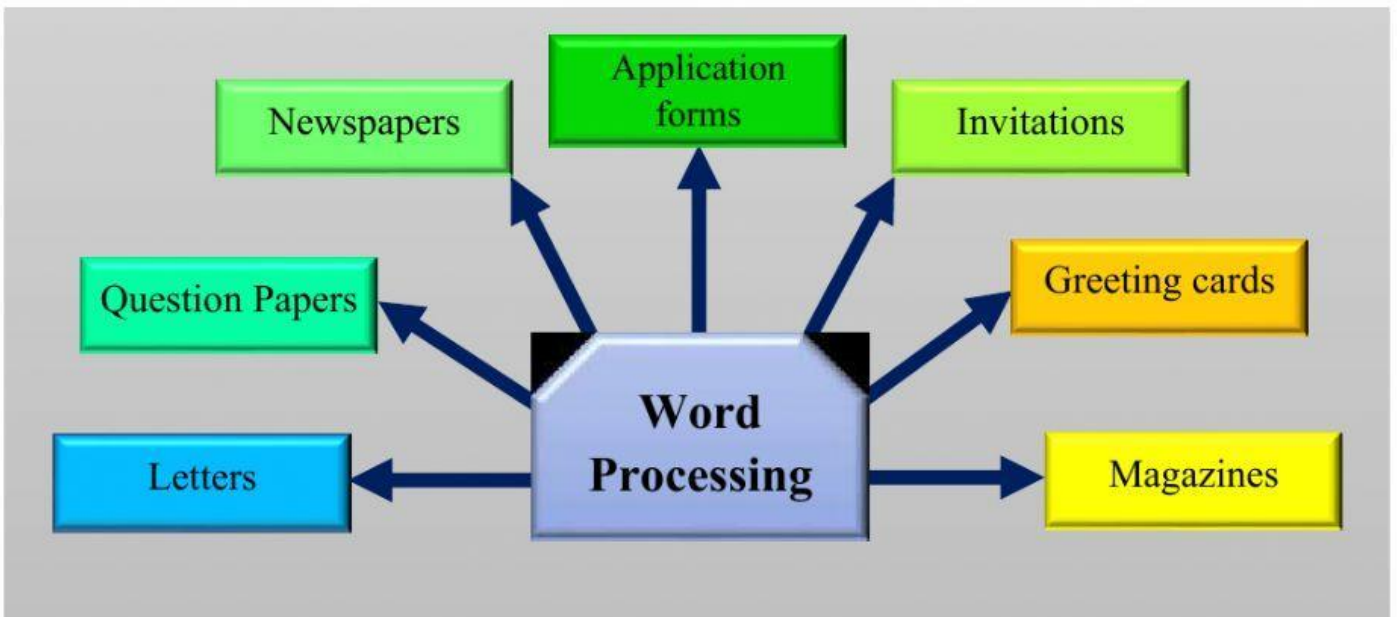 Application
forms
Newspapers
Invitations
Question Papers
Greeting cards
Letters
Word
Processing
Magazines